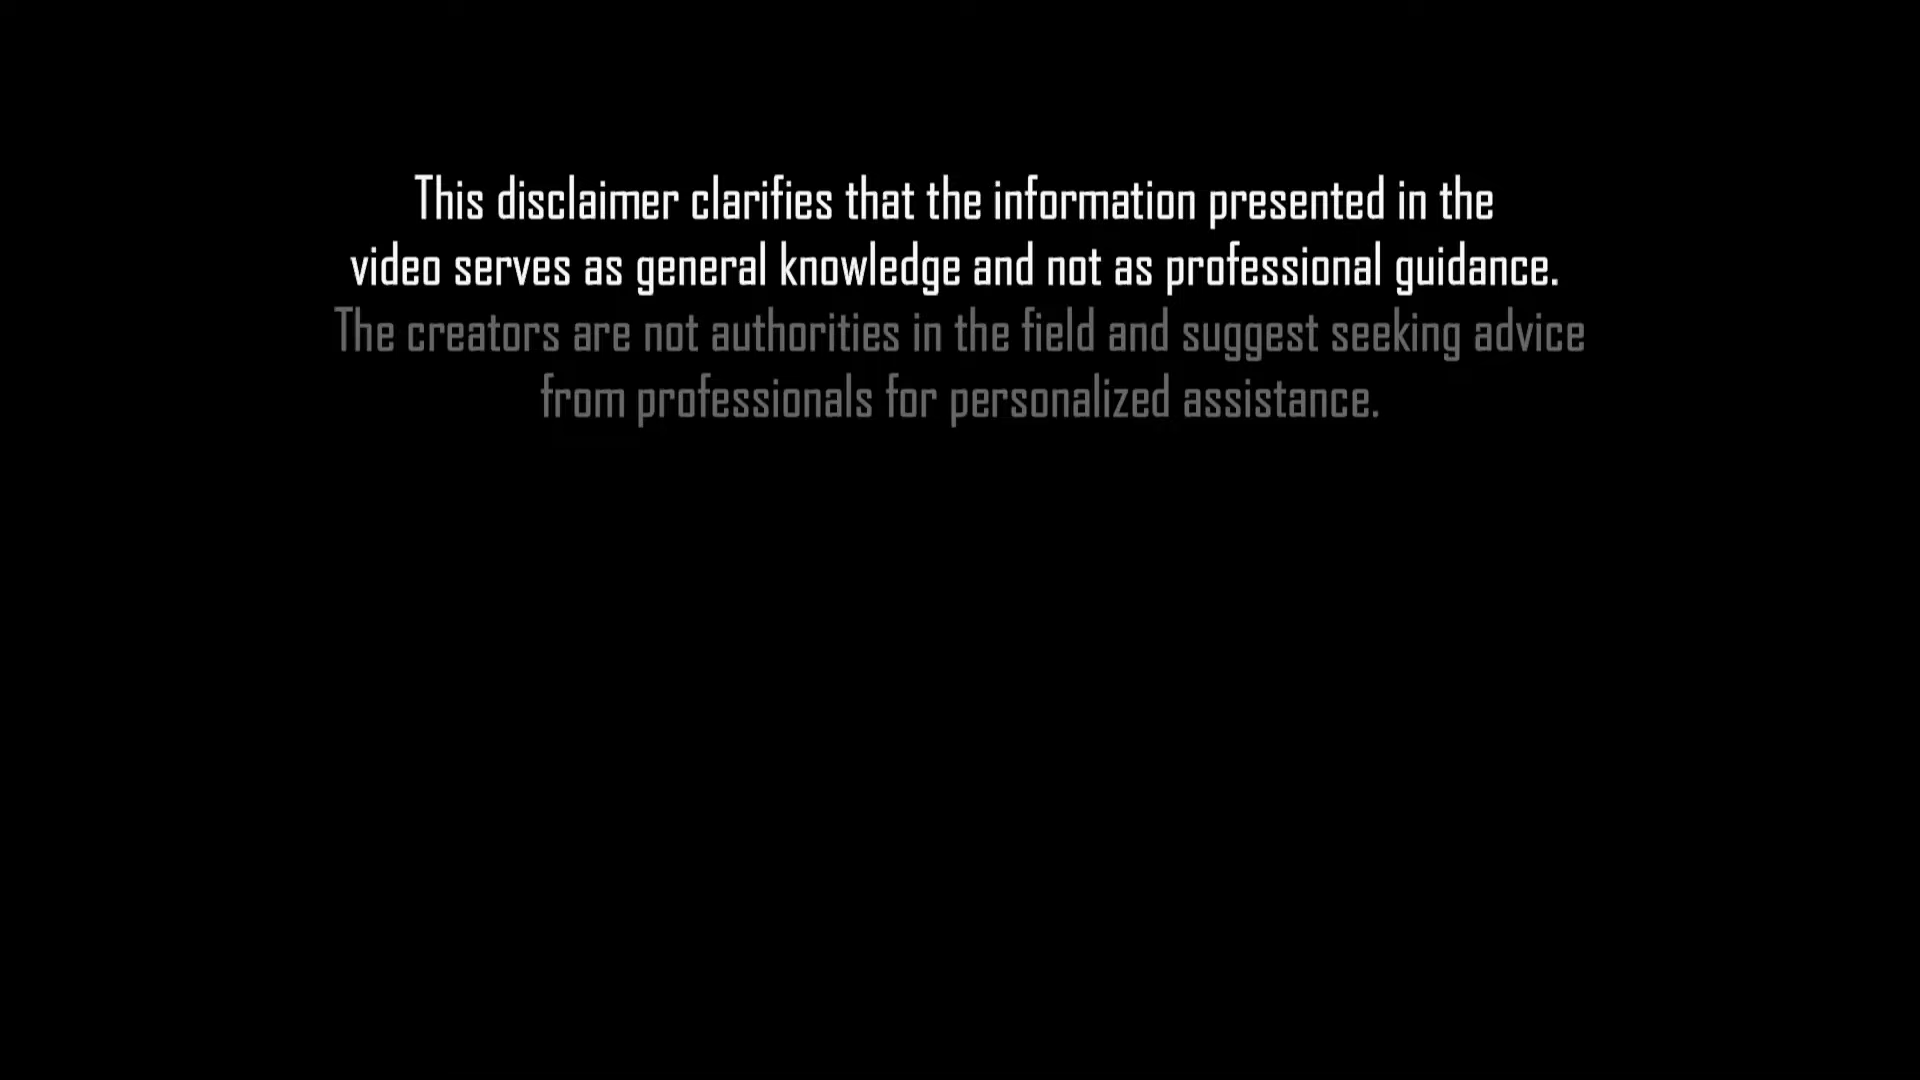 This disclaimer clarifies that the information presented in the
video serves as general knowledge and not as professional guidance.
The creators are not authorities in the field and suggest seeking advice
from professionals for personalized assistance.